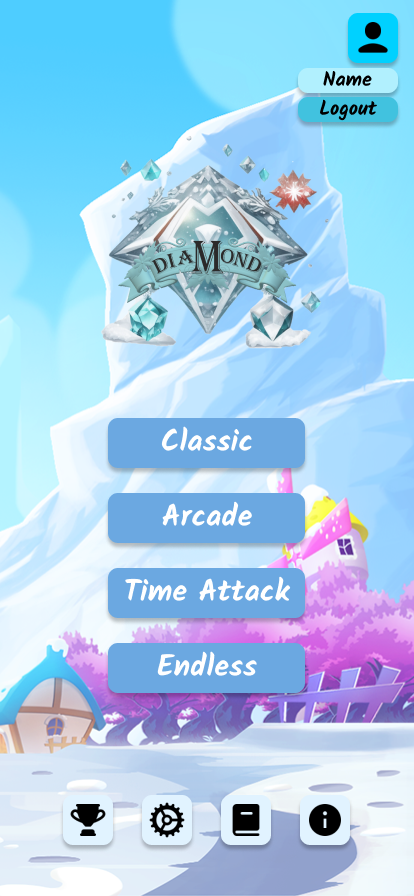 Name
Logout
DIAMOND
Classic
Arcade
Time Attack
Endless